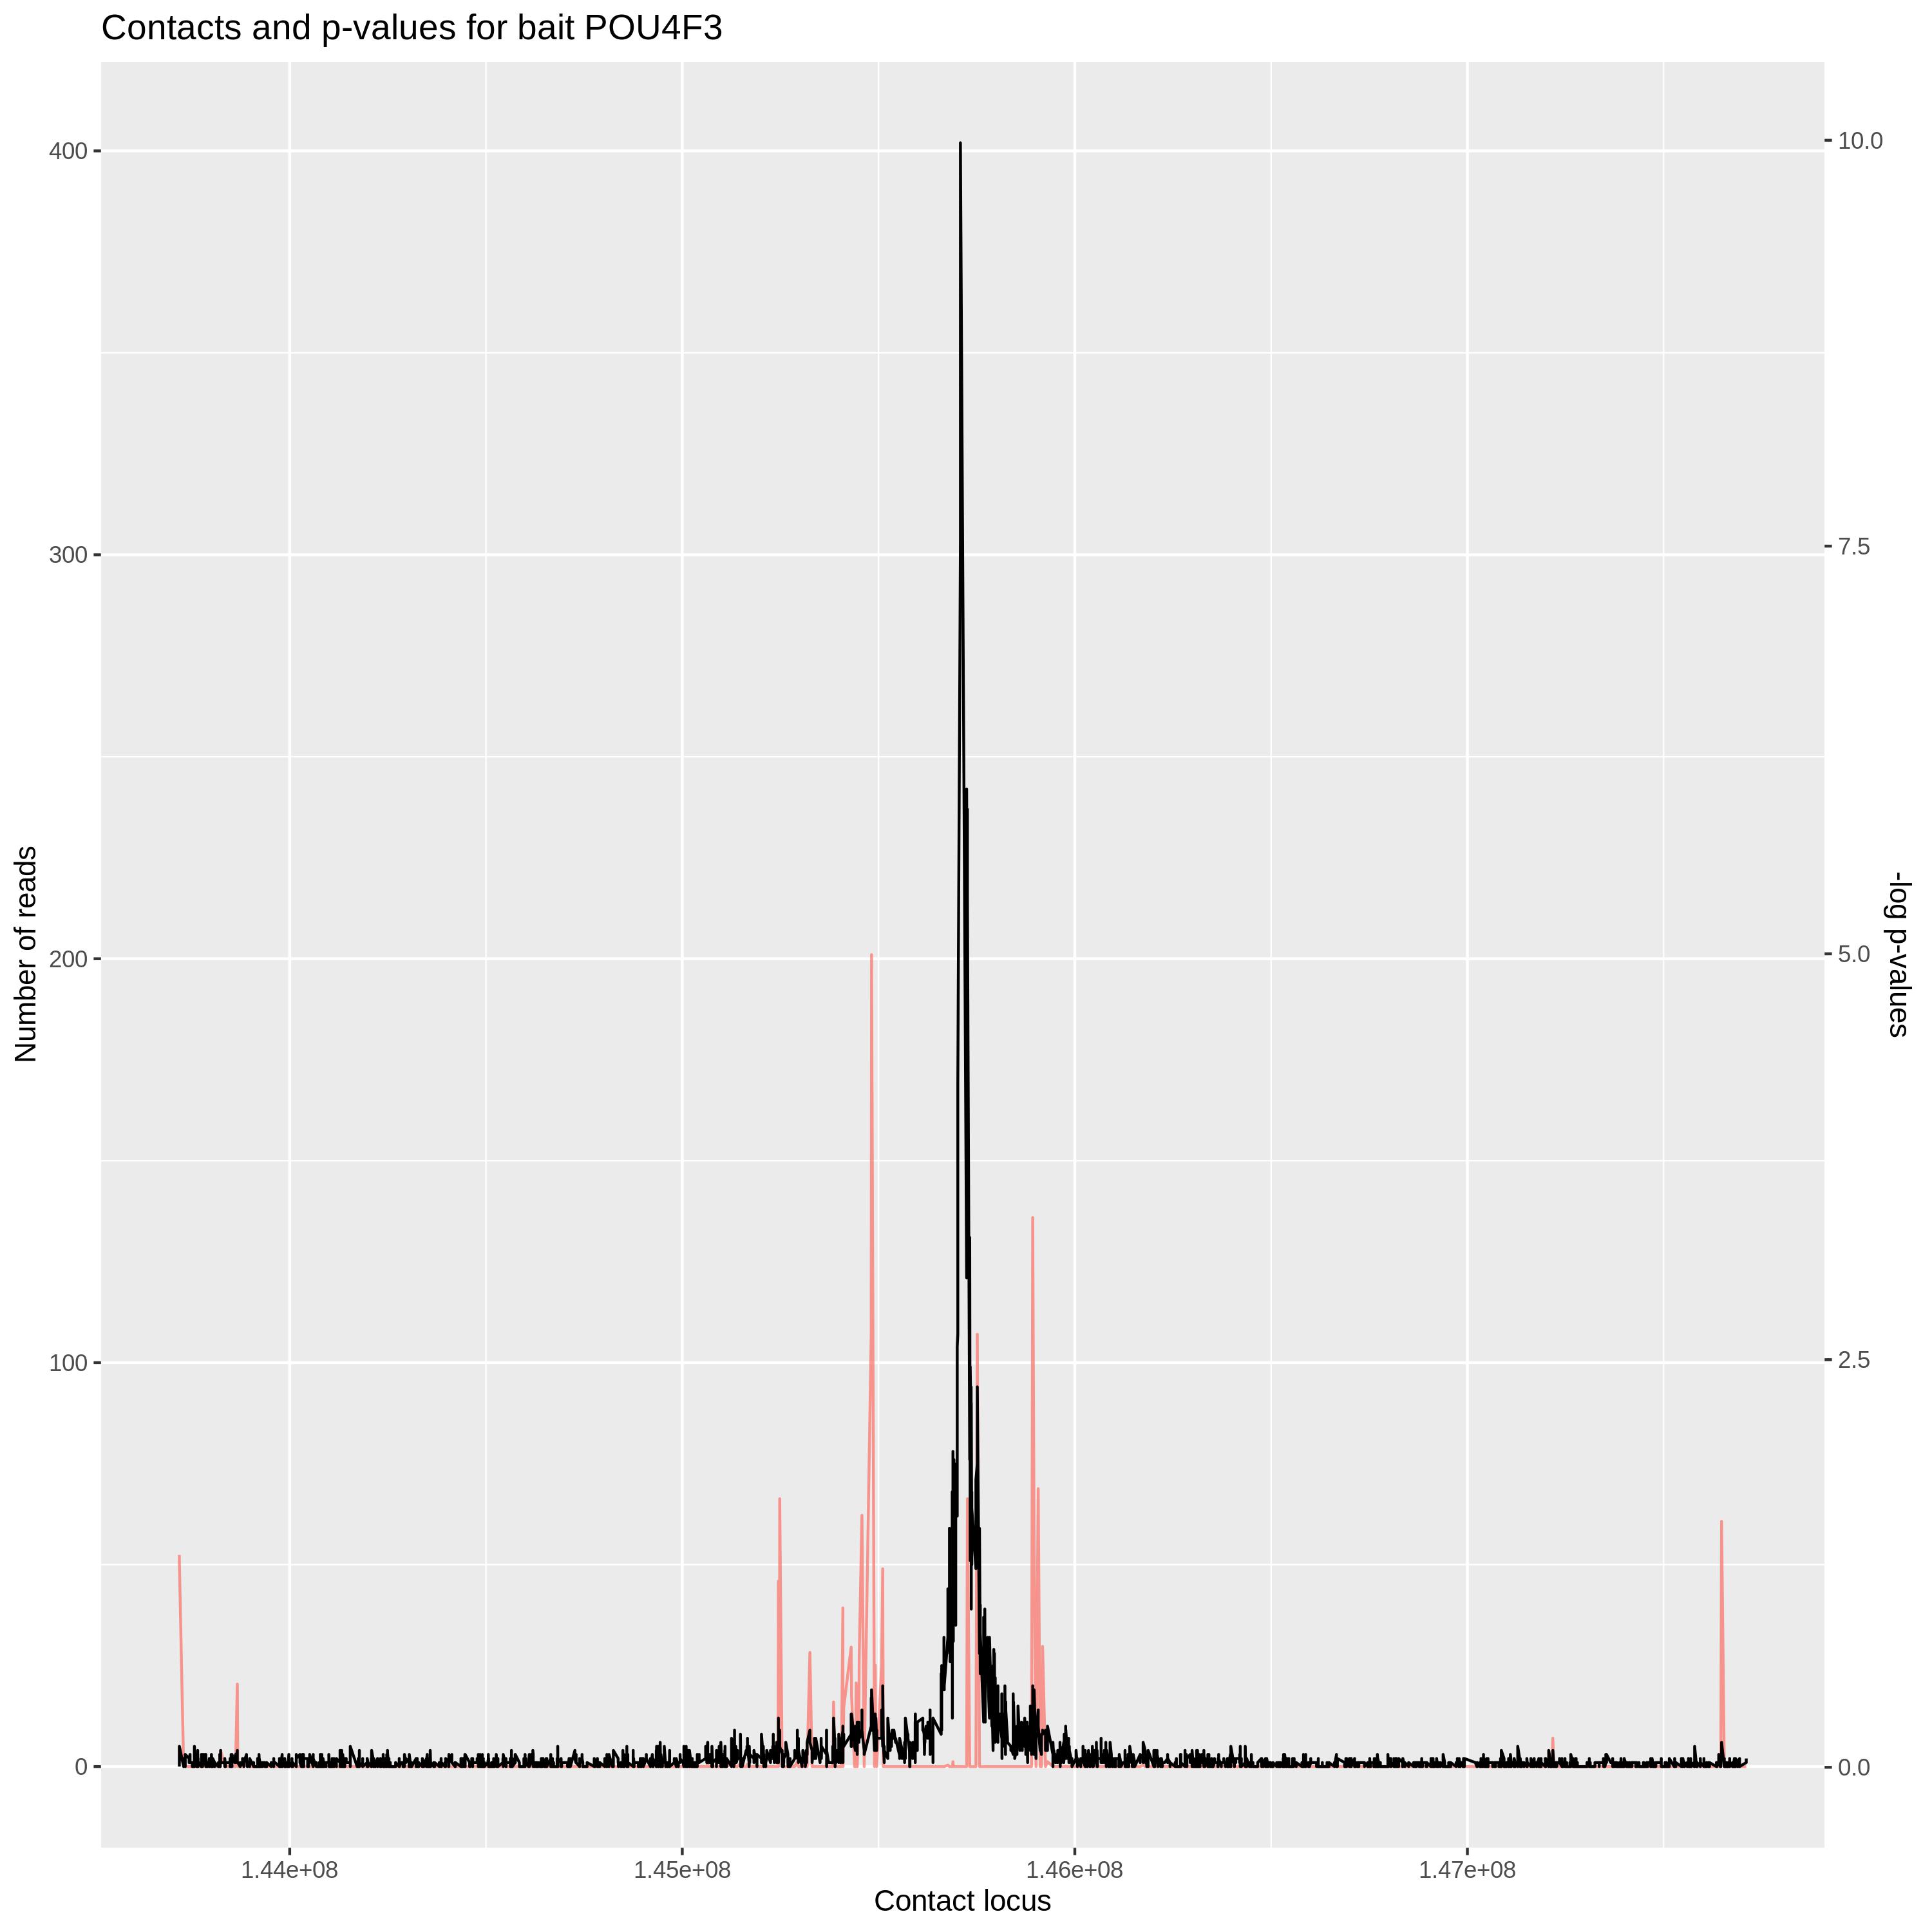 Contacts and p-values for bait POU4F3
400
300
200
100
0
10.0
7.5
5.0
2.5
0.0
Number of reads
-log p-values
1.44e+08
1.45e+08
1.46e+08
1.47e+08
Contact locus